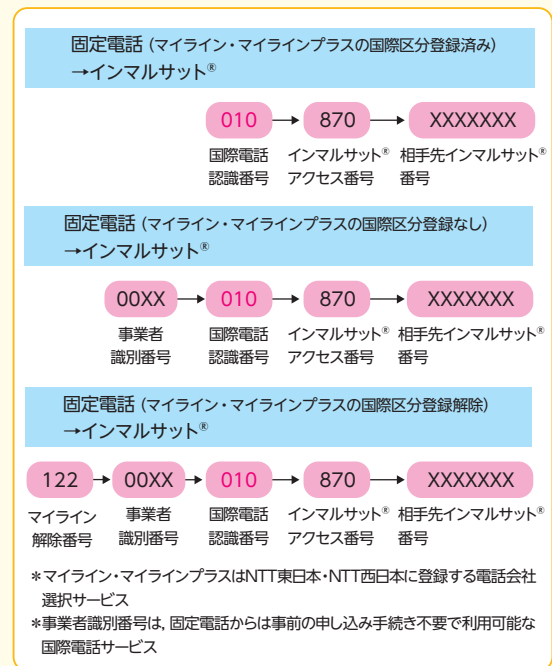 固定電話（マイライン・マイラインプラスの国際区分登録済み）
→インマルサット®
010 → 870 → XXXXXXX
国際電話 インマルサット® 相手先インマルサット®
認識番号 アクセス番号 番号
固定電話（マイライン・マイラインプラスの国際区分登録なし）
→インマルサット®
00XX → 010 → 870 → XXXXXXX
事業者 国際電話 インマルサット® 相手先インマルサット®
識別番号 認識番号 アクセス番号 番号
固定電話（マイライン・マイラインプラスの国際区分登録解除）
→インマルサット®
122 → 00XX → 010 → 870 → XXXXXXX
マイライン 事業者 国際電話 インマルサット® 相手先インマルサット®
解除番号 識別番号 認識番号 アクセス番号 番号
＊マイライン・マイラインプラスはNTT東日本・NTT西日本に登録する電話会社
選択サービス
＊事業者識別番号は，固定電話からは事前の申し込み手続き不要で利用可能な
国際電話サービス